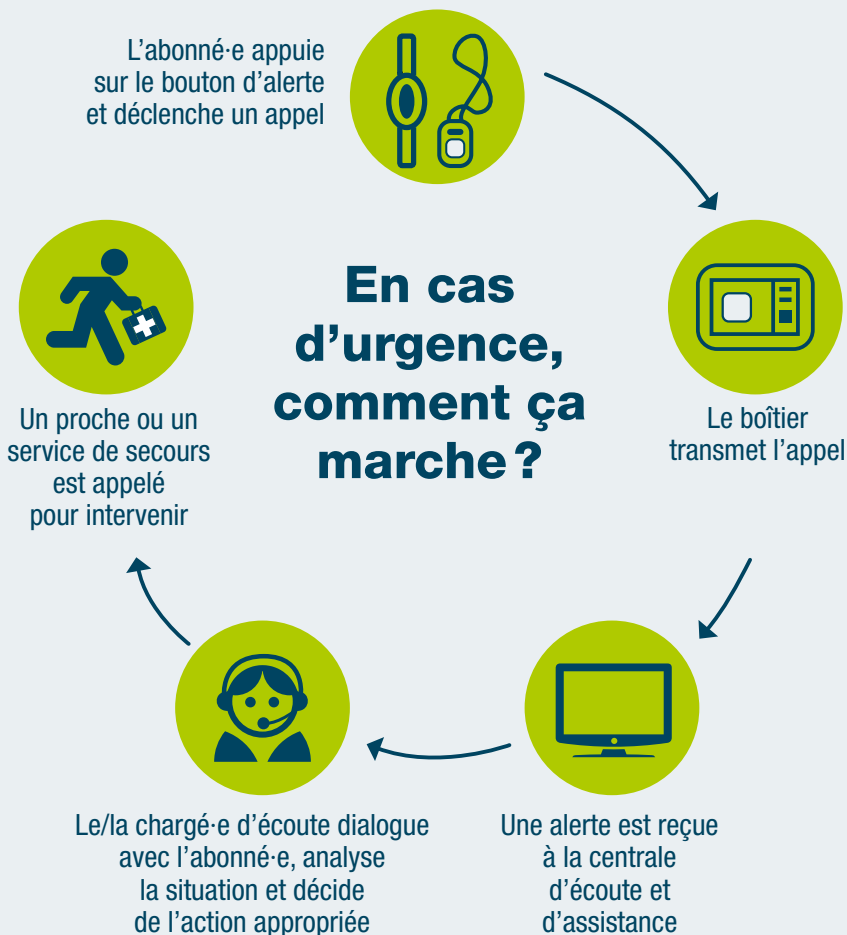 L’abonné·e appuie
sur le bouton d’alerte
et déclenche un appel
En cas
d’urgence,
comment ça
marche ?
Le boîtier
transmet l’appel
Une alerte est reçue
à la centrale
d’écoute et
d’assistance
Le/la chargé·e d’écoute dialogue
avec l’abonné·e, analyse
la situation et décide
de l’action appropriée
Un proche ou un
service de secours
est appelé
pour intervenir